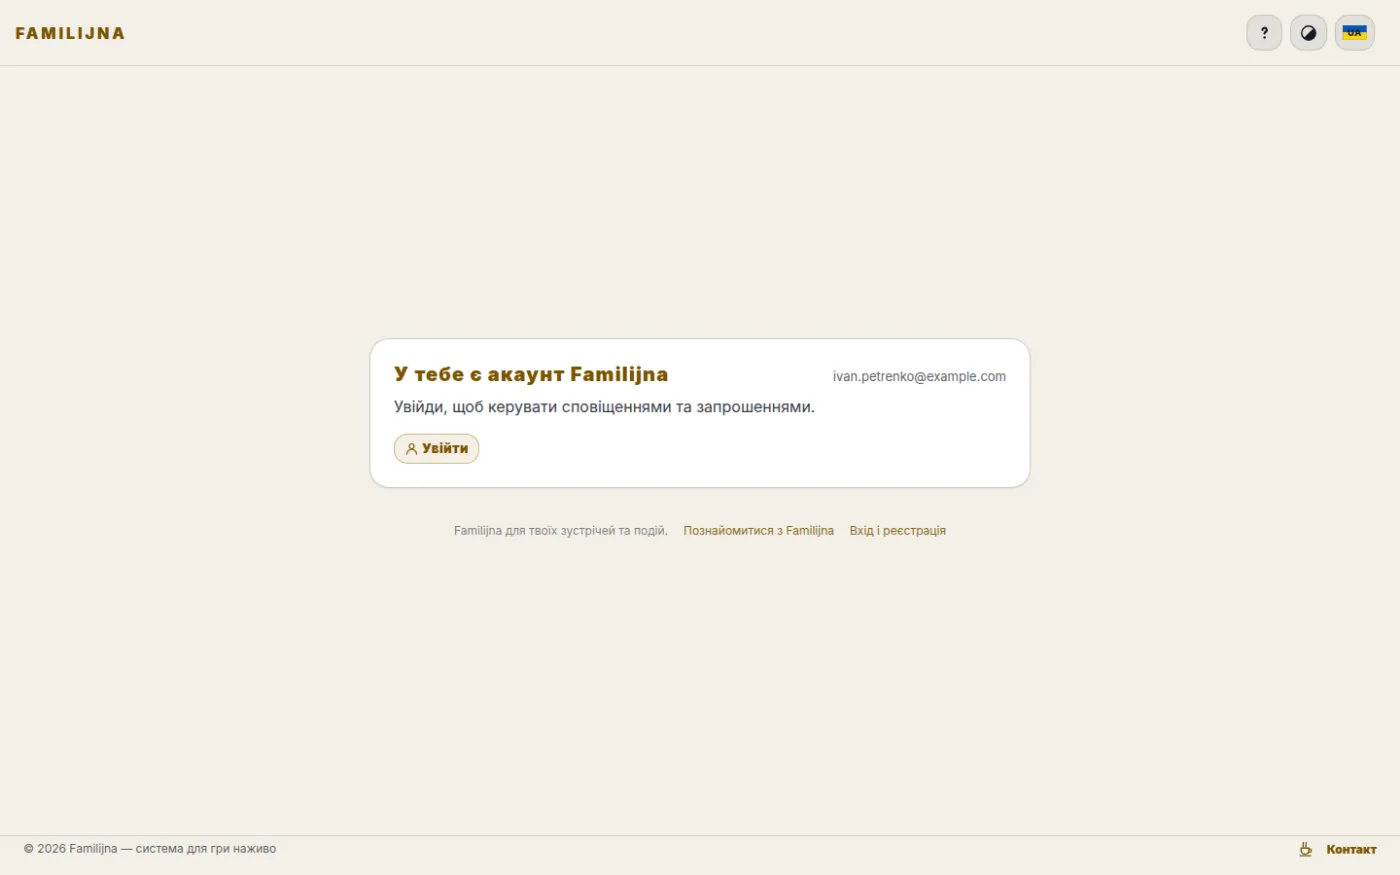 FAMILIJNA
?
UA
У тебе є акаунт Familijna
ivan.petrenko@example.com
Увійди, щоб керувати сповіщеннями та запрошеннями.
Увійти
Familijna для твоїх зустрічей та подій. Познайомитися з Familijna Вхід і реєстрація
© 2026 Familijna — система для гри наживо
Контакт